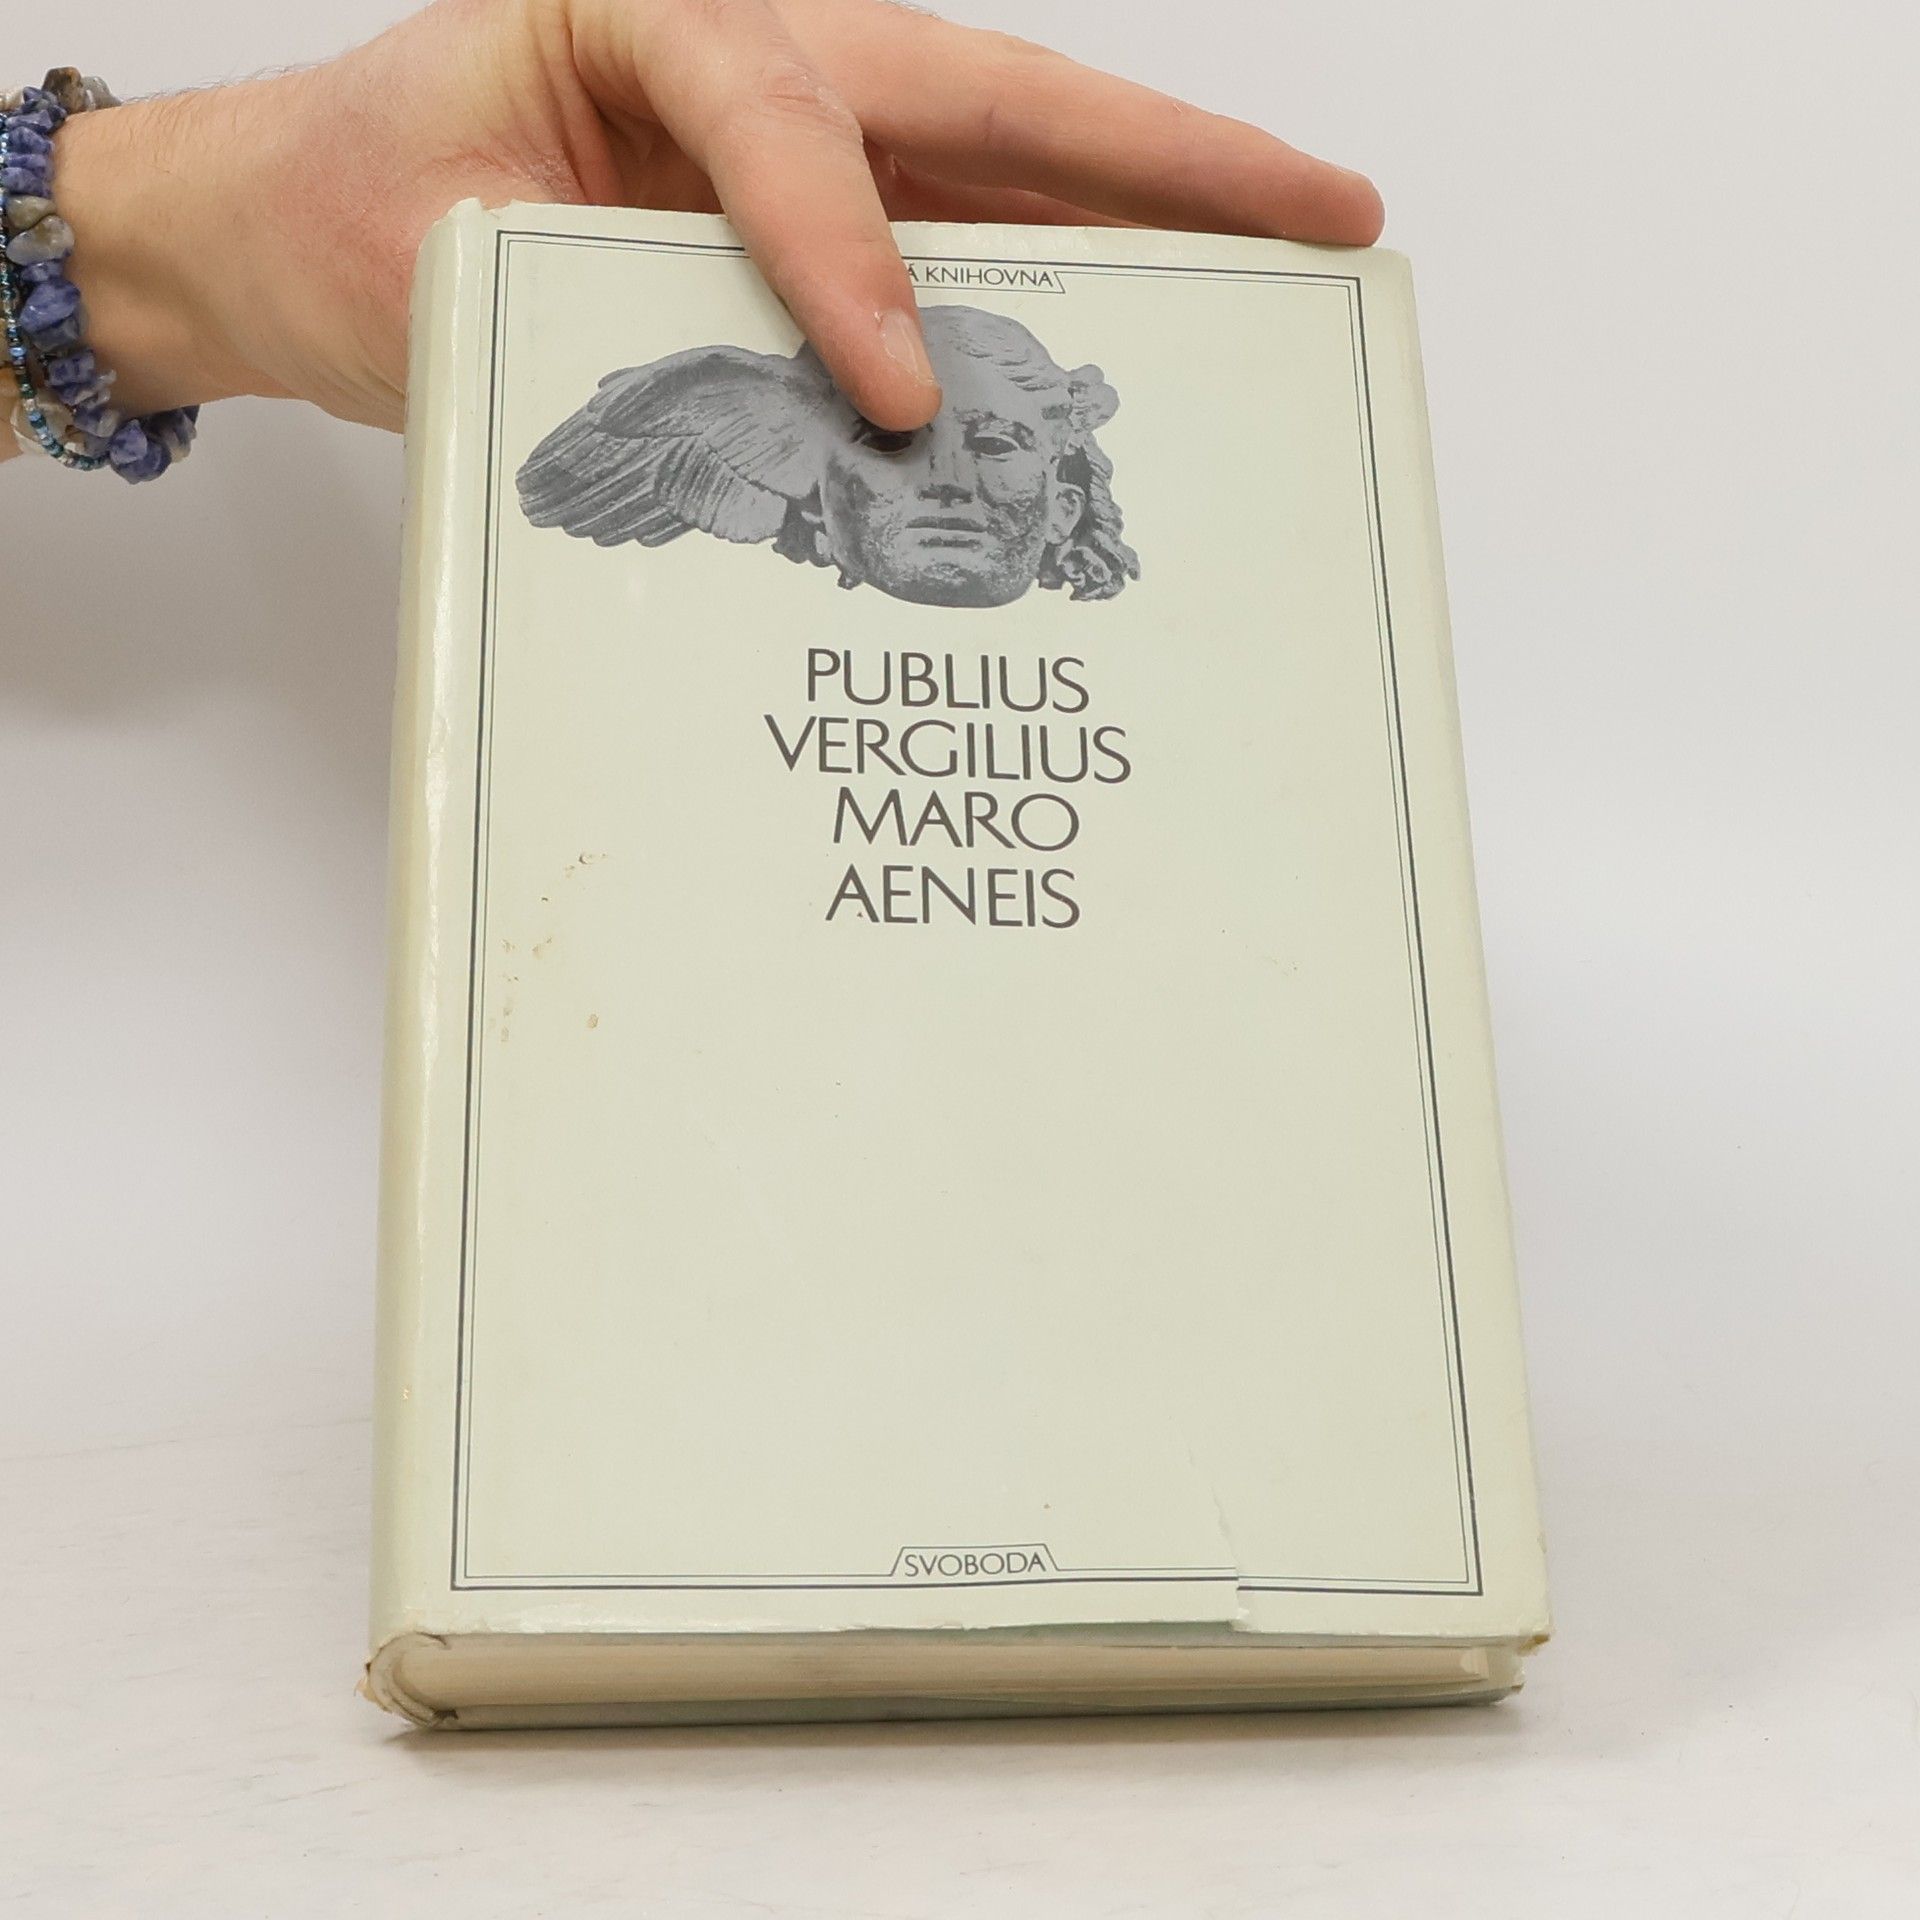 Á KNIHOVNA
PUBLIUS
VERGILIUS
MARO
AENEIS
SVOBODA